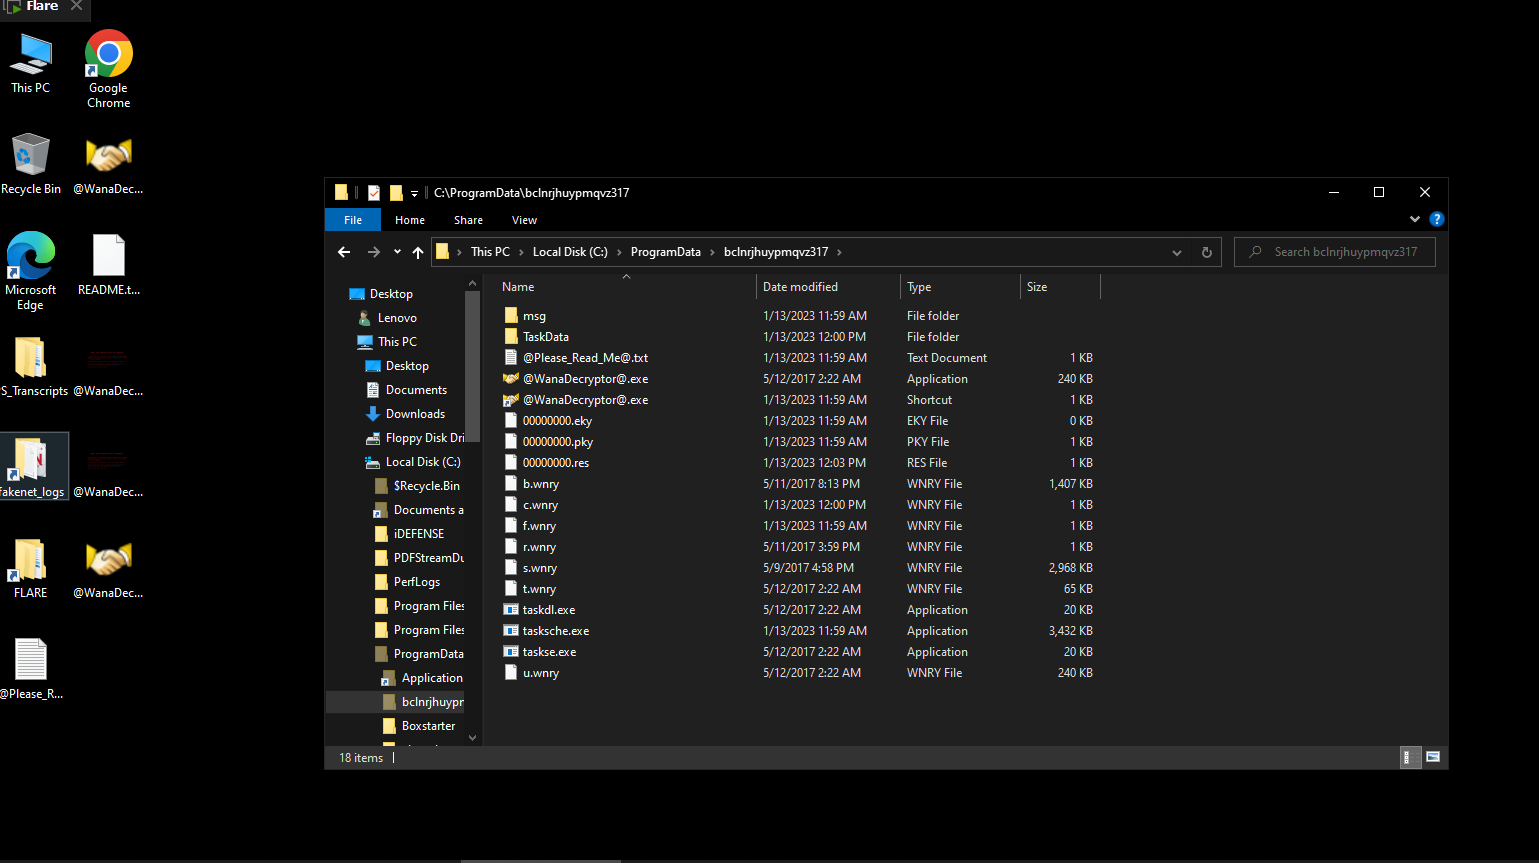 Flare
This PC
Google
Chrome
Recycle Bin
@WanaDec...
Microsoft
Edge
README.t...
S_Transcripts
@WanaDec...
fakenet_logs
@WanaDec...
FLARE
@WanaDec...
@Please_R...
C:\ProgramData\bclnrjhuypmqvz317
File
Home
Share
View
This PC
Local Disk (C:)
ProgramData
bclnrjhuypmqvz317
Search bclnrjhuypmqvz317
Desktop
Lenovo
This PC
Desktop
Documents
Downloads
Floppy Disk Dri
Local Disk (C:)
$Recycle.Bin
Documents a
iDEFENSE
PDFStreamDu
PerfLogs
Program Files
Program Files
ProgramData
Application
bclnrjhuypr
Boxstarter
Name Date modified Type Size
msg 1/13/2023 11:59 AM File folder
TaskData 1/13/2023 12:00 PM File folder
@Please_Read_Me@.txt 1/13/2023 11:59 AM Text Document 1 KB
@WanaDecryptor@.exe 5/12/2017 2:22 AM Application 240 KB
@WanaDecryptor@.exe 1/13/2023 11:59 AM Shortcut 1 KB
00000000.eky 1/13/2023 11:59 AM EKY File 0 KB
00000000.pky 1/13/2023 11:59 AM PKY File 1 KB
00000000.res 1/13/2023 12:03 PM RES File 1 KB
b.wnry 5/11/2017 8:13 PM WNRY File 1,407 KB
c.wnry 1/13/2023 12:00 PM WNRY File 1 KB
f.wnry 1/13/2023 11:59 AM WNRY File 1 KB
r.wnry 5/11/2017 3:59 PM WNRY File 1 KB
s.wnry 5/9/2017 4:58 PM WNRY File 2,968 KB
t.wnry 5/12/2017 2:22 AM WNRY File 65 KB
taskdl.exe 5/12/2017 2:22 AM Application 20 KB
tasksche.exe 1/13/2023 11:59 AM Application 3,432 KB
taskse.exe 5/12/2017 2:22 AM Application 20 KB
u.wnry 5/12/2017 2:22 AM WNRY File 240 KB
18 items